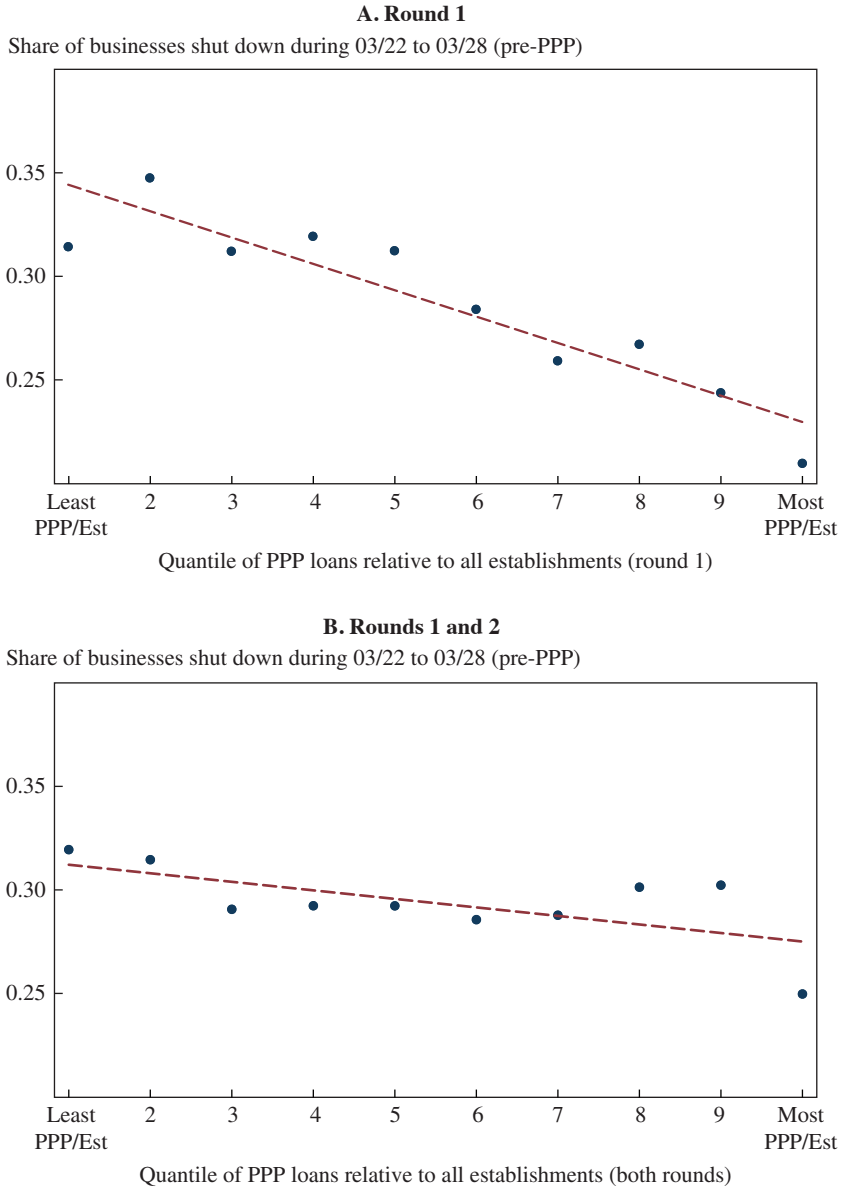 A. Round 1
Share of businesses shut down during 03/22 to 03/28 (pre-PPP)
0.35
0.30
0.25
Least 2 3 4 5 6 7 8 9 Most
PPP/Est PPP/Est
Quantile of PPP loans relative to all establishments (round 1)
B. Rounds 1 and 2
Share of businesses shut down during 03/22 to 03/28 (pre-PPP)
0.35
0.30
0.25
Least 2 3 4 5 6 7 8 9 Most
PPP/Est PPP/Est
Quantile of PPP loans relative to all establishments (both rounds)